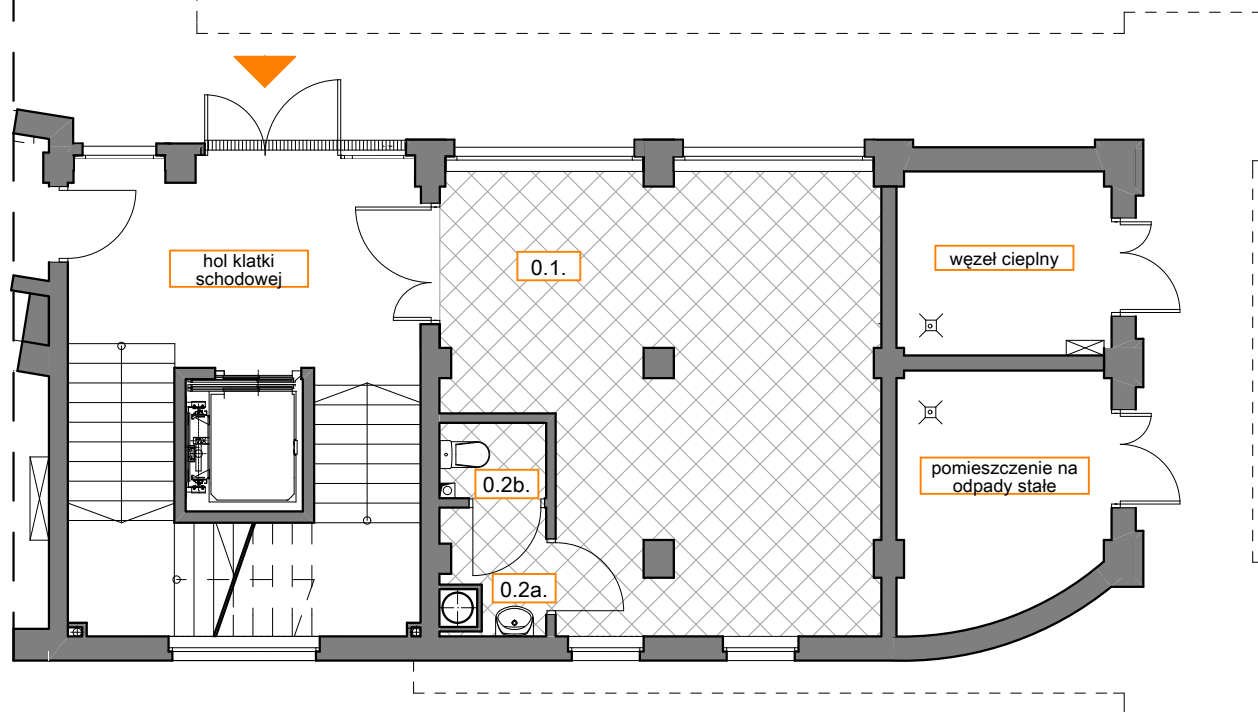 hol klatki
schodowej
0.1.
węzeł cieplny
0.2b.
pomieszczenie na
odpady stałe
0.2a.